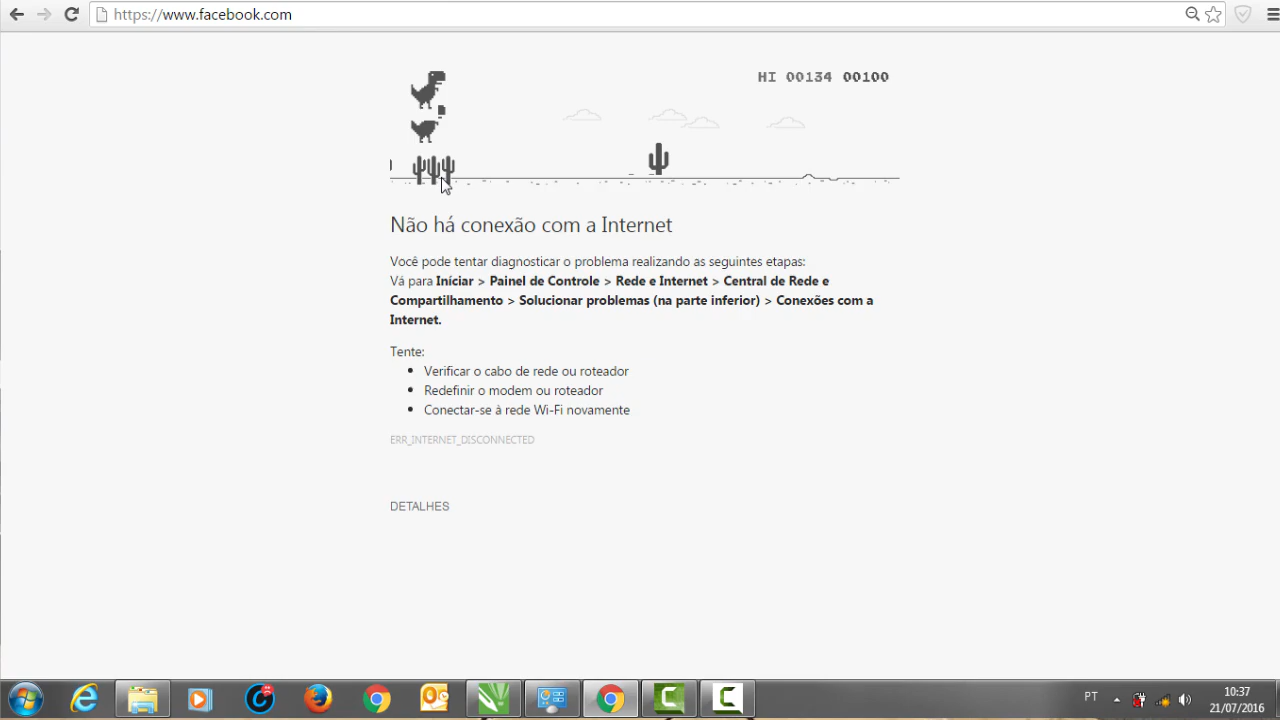 https://www.facebook.com
HI 00134 00100
Não há conexão com a Internet
Você pode tentar diagnosticar o problema realizando as seguintes etapas:
Vá para Iníciar > Painel de Controle > Rede e Internet > Central de Rede e
Compartilhamento > Solucionar problemas (na parte inferior) > Conexões com a
Internet.
Tente:
• Verificar o cabo de rede ou roteador
• Redefinir o modem ou roteador
• Conectar-se à rede Wi-Fi novamente
ERR_INTERNET_DISCONNECTED
DETALHES
PT
10:37
21/07/2016